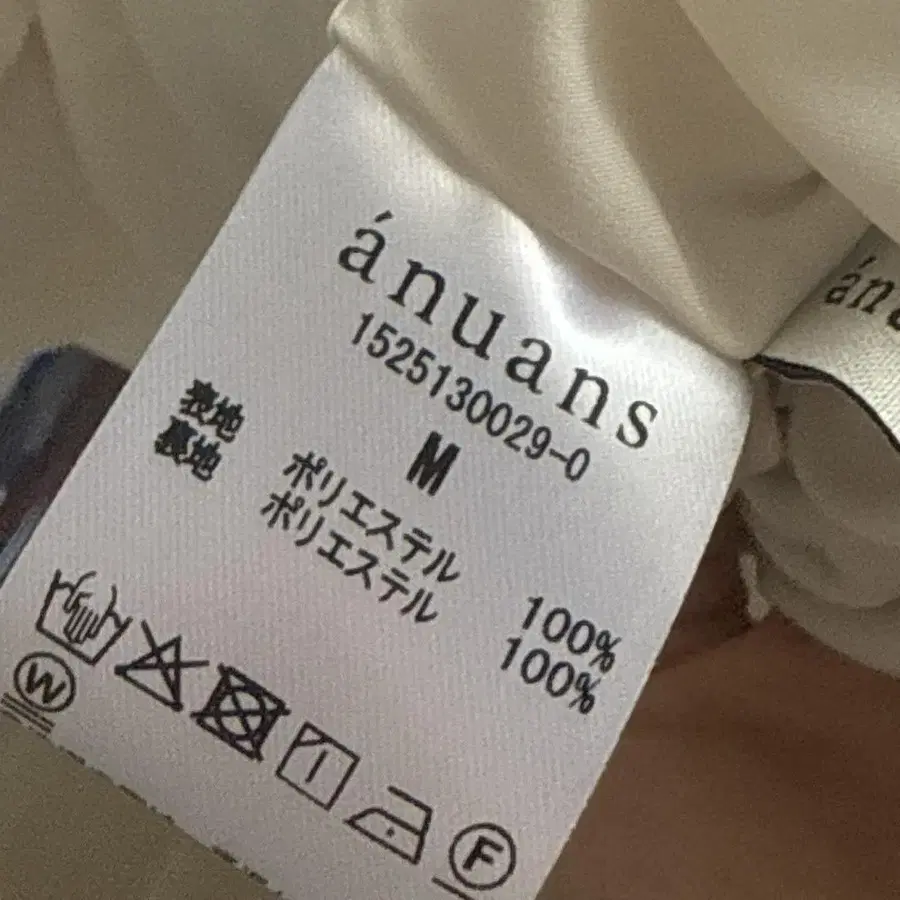 ánuans
1525130029-0
M
表地 ポリエステル 100%
裏地 ポリエステル 100%
W
F
án